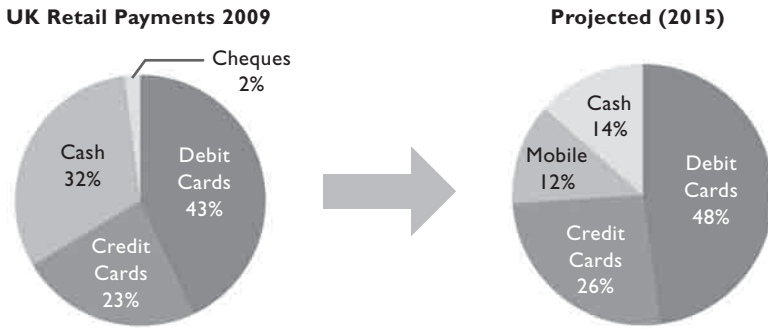 UK Retail Payments 2009
Cheques
2%
Cash
32%
Debit
Cards
43%
Credit
Cards
23%
Projected (2015)
Cash
14%
Mobile
12%
Debit
Cards
48%
Credit
Cards
26%